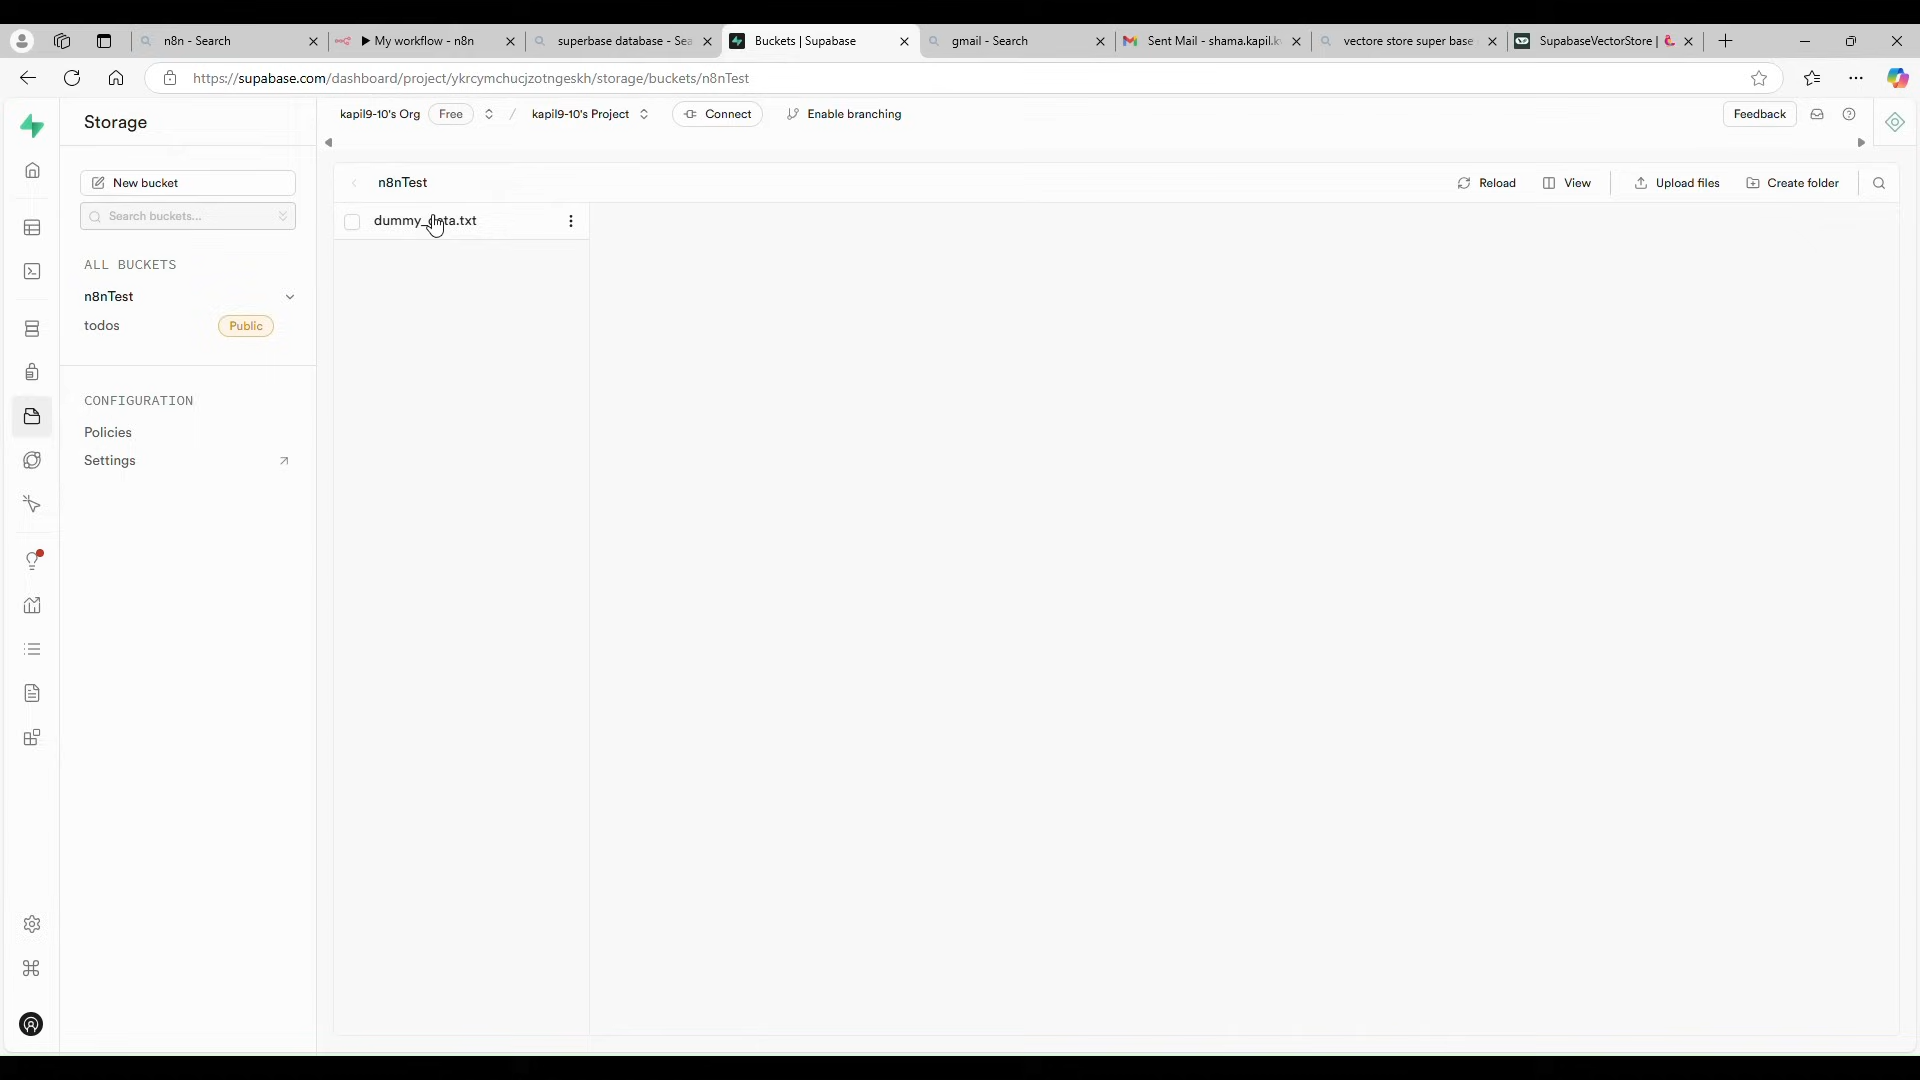 n8n - Search
My workflow - n8n
superbase database - Sea
Buckets | Supabase
gmail - Search
Sent Mail - shama.kapil.k
vectore store super base
SupabaseVectorStore |
https://supabase.com/dashboard/project/ykrcymchucjzotngeskh/storage/buckets/n8nTest
Storage
kapil9-10's Org Free / kapil9-10's Project Connect Enable branching Feedback
New bucket
Search buckets...
n8nTest Reload View Upload files Create folder
dummy_data.txt
ALL BUCKETS
n8nTest
todos Public
CONFIGURATION
Policies
Settings